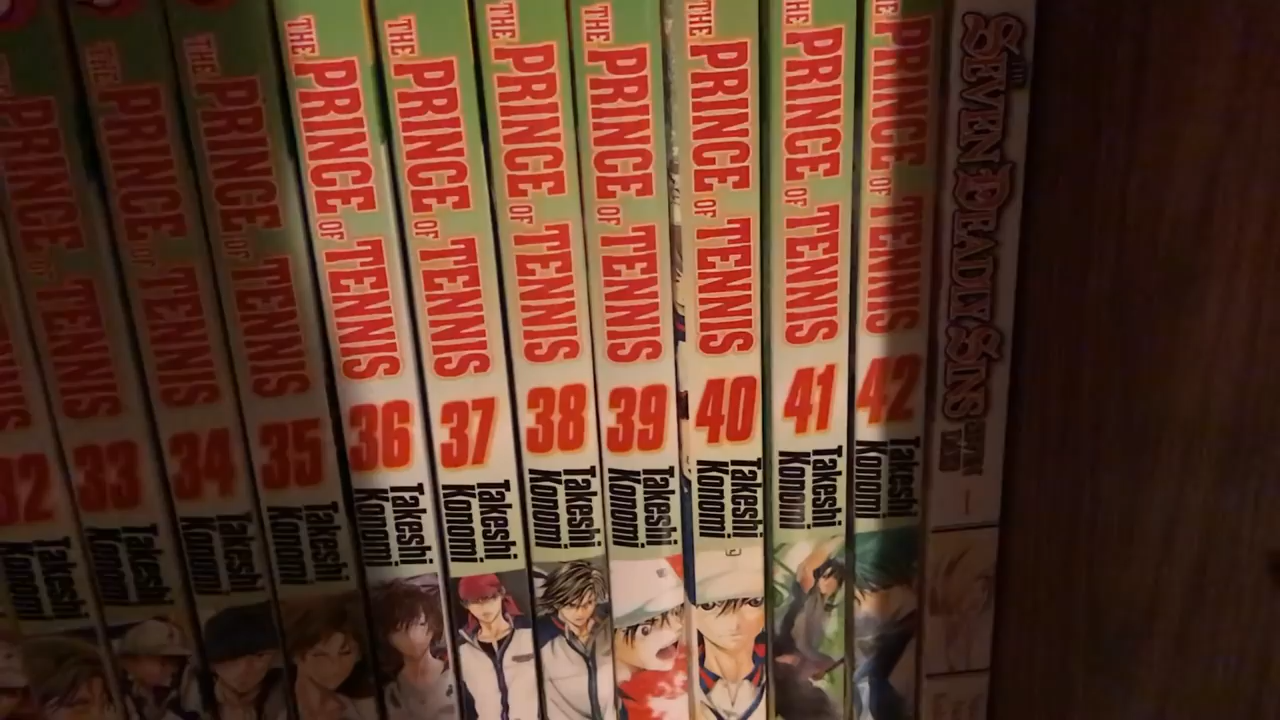 THE PRINCE OF TENNIS 32 Takeshi Konomi
THE PRINCE OF TENNIS 33 Takeshi Konomi
THE PRINCE OF TENNIS 34 Takeshi Konomi
THE PRINCE OF TENNIS 35 Takeshi Konomi
THE PRINCE OF TENNIS 36 Takeshi Konomi
THE PRINCE OF TENNIS 37 Takeshi Konomi
THE PRINCE OF TENNIS 38 Takeshi Konomi
THE PRINCE OF TENNIS 39 Takeshi Konomi
THE PRINCE OF TENNIS 40 Takeshi Konomi
THE PRINCE OF TENNIS 41 Takeshi Konomi
THE PRINCE OF TENNIS 42 Takeshi Konomi
THE SEVEN DEADLY SINS